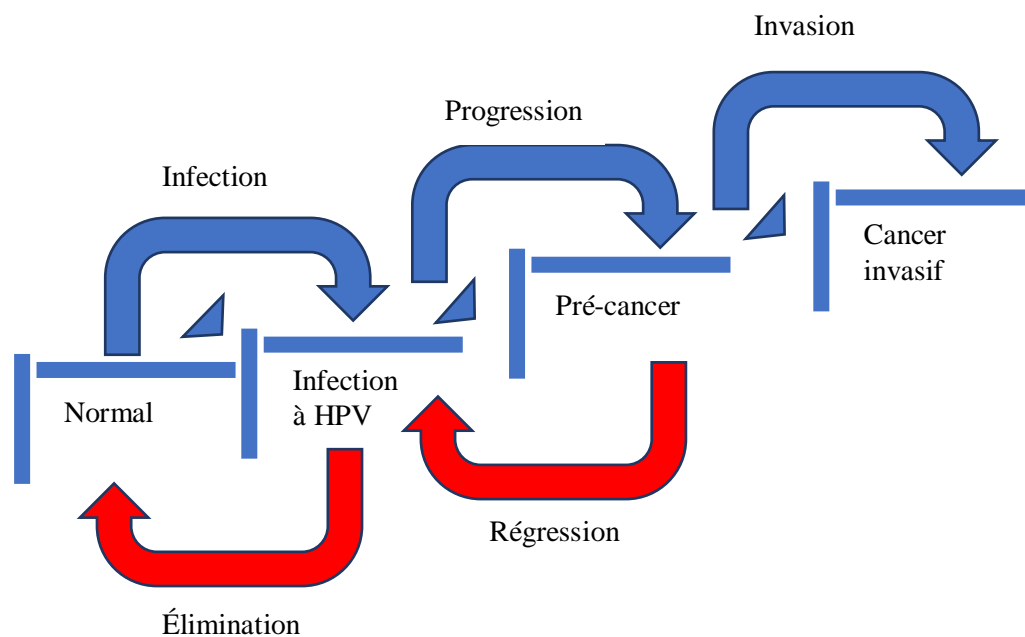 Invasion
Progression
Infection
Cancer
invasif
Pré-cancer
Infection
à HPV
Normal
Régression
Élimination